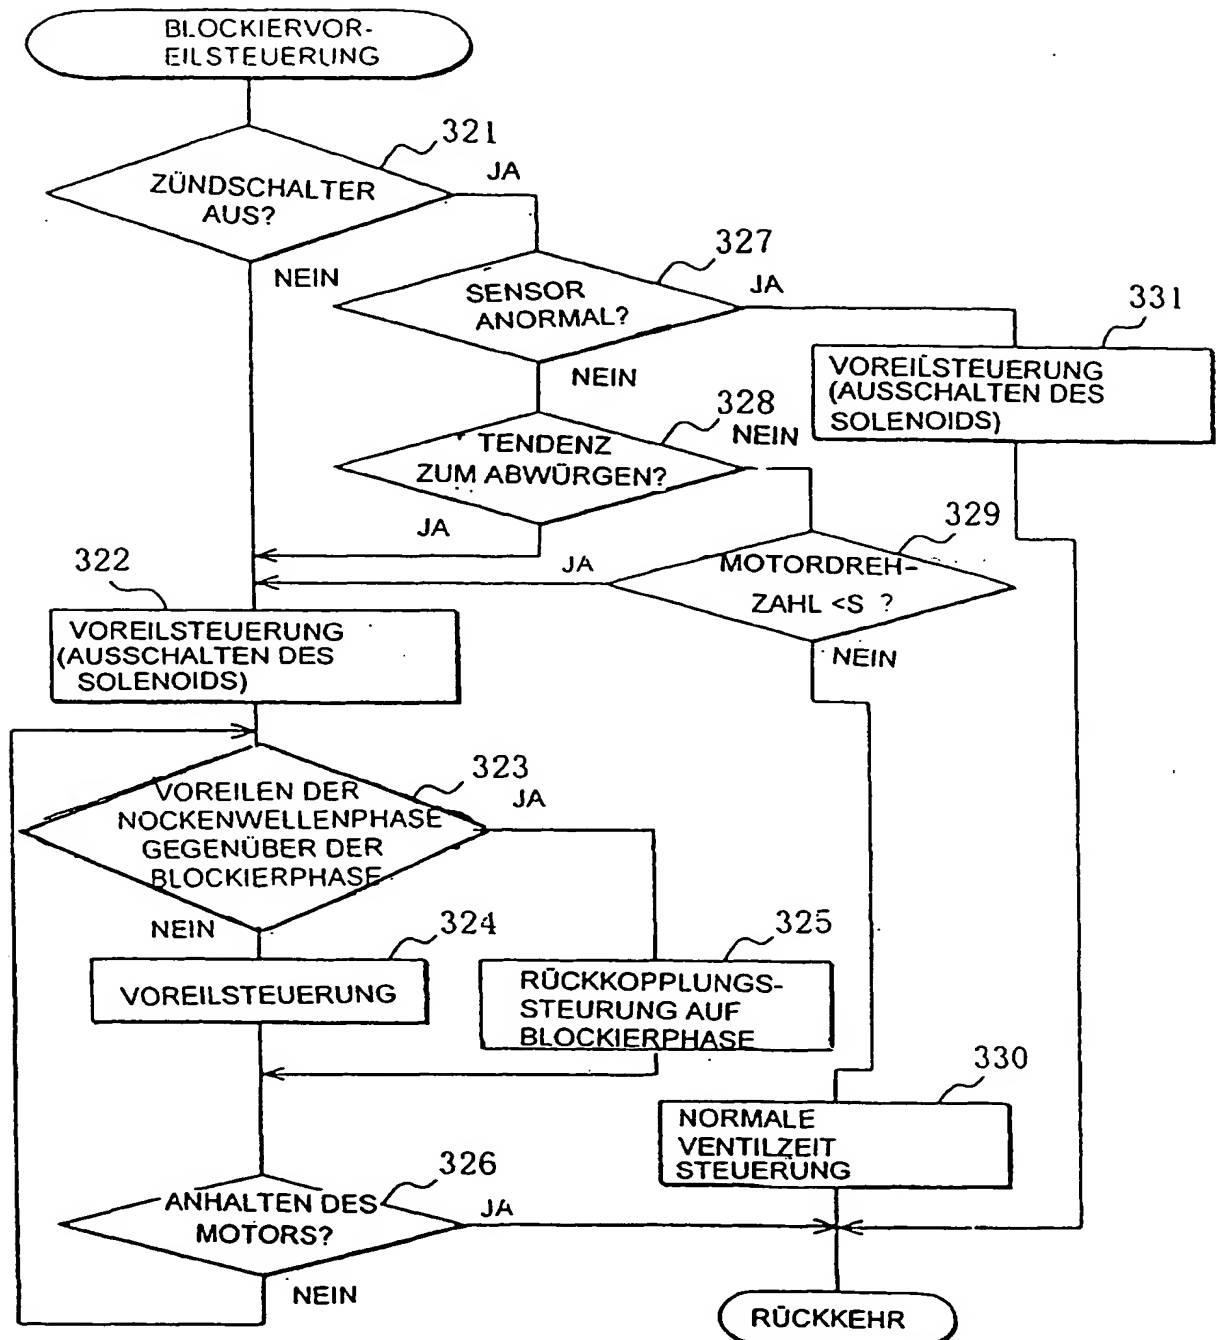 BLOCKIERVOR-
EILSTEUERUNG
321
JA
ZÜNDSCHALTER
AUS?
NEIN
327
JA
SENSOR
ANORMAL?
NEIN
331
VOREILSTEUERUNG
(AUSSCHALTEN DES
SOLENOIDS)
328
NEIN
TENDENZ
ZUM ABWÜRGEN?
JA
329
JA
MOTORDREH-
ZAHL <S ?
NEIN
322
VOREILSTEUERUNG
(AUSSCHALTEN DES
SOLENOIDS)
323
JA
VOREILEN DER
NOCKENWELLENPHASE
GEGENÜBER DER
BLOCKIERPHASE
NEIN
324
VOREILSTEUERUNG
325
RÜCKKOPPLUNGS-
STEURUNG AUF
BLOCKIERPHASE
330
NORMALE
VENTILZEIT
STEUERUNG
326
ANHALTEN DES
MOTORS?
JA
NEIN
RÜCKKEHR